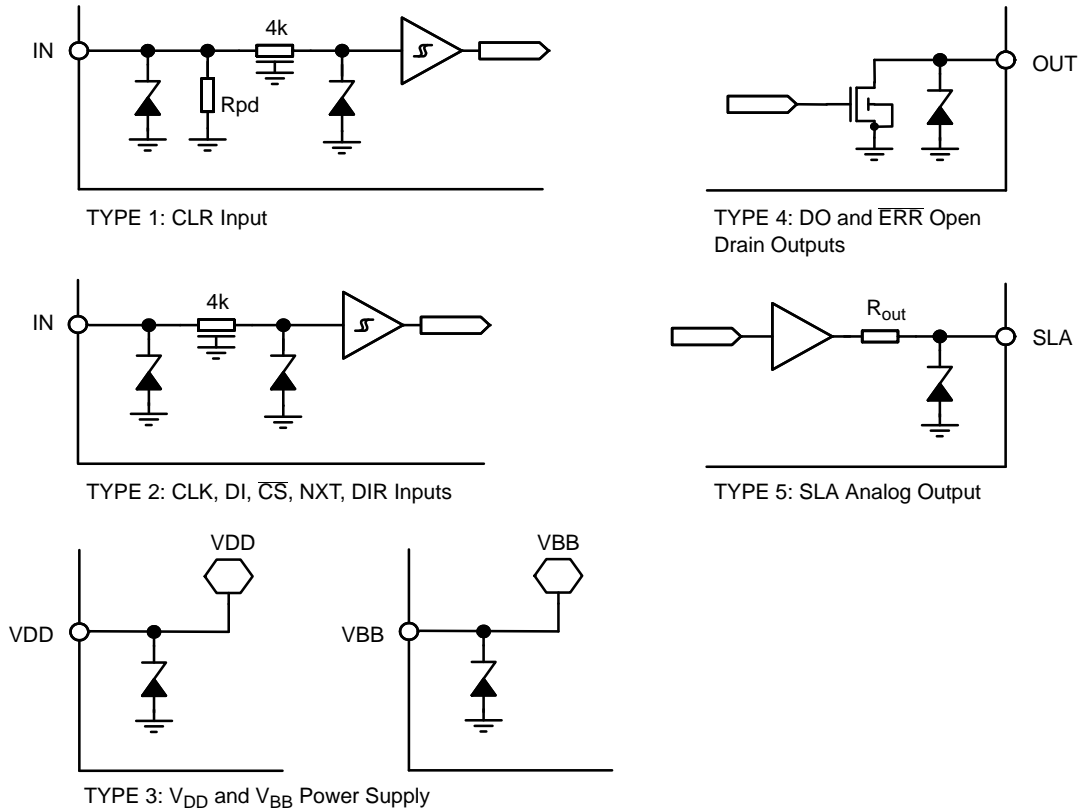 4k
IN
Rpd
TYPE 1: CLR Input
OUT
TYPE 4: DO and E̅R̅R̅ Open
Drain Outputs
4k
IN
TYPE 2: CLK, DI, C̅S̅, NXT, DIR Inputs
Rout
SLA
TYPE 5: SLA Analog Output
VDD
VDD
VBB
VBB
TYPE 3: VDD and VBB Power Supply